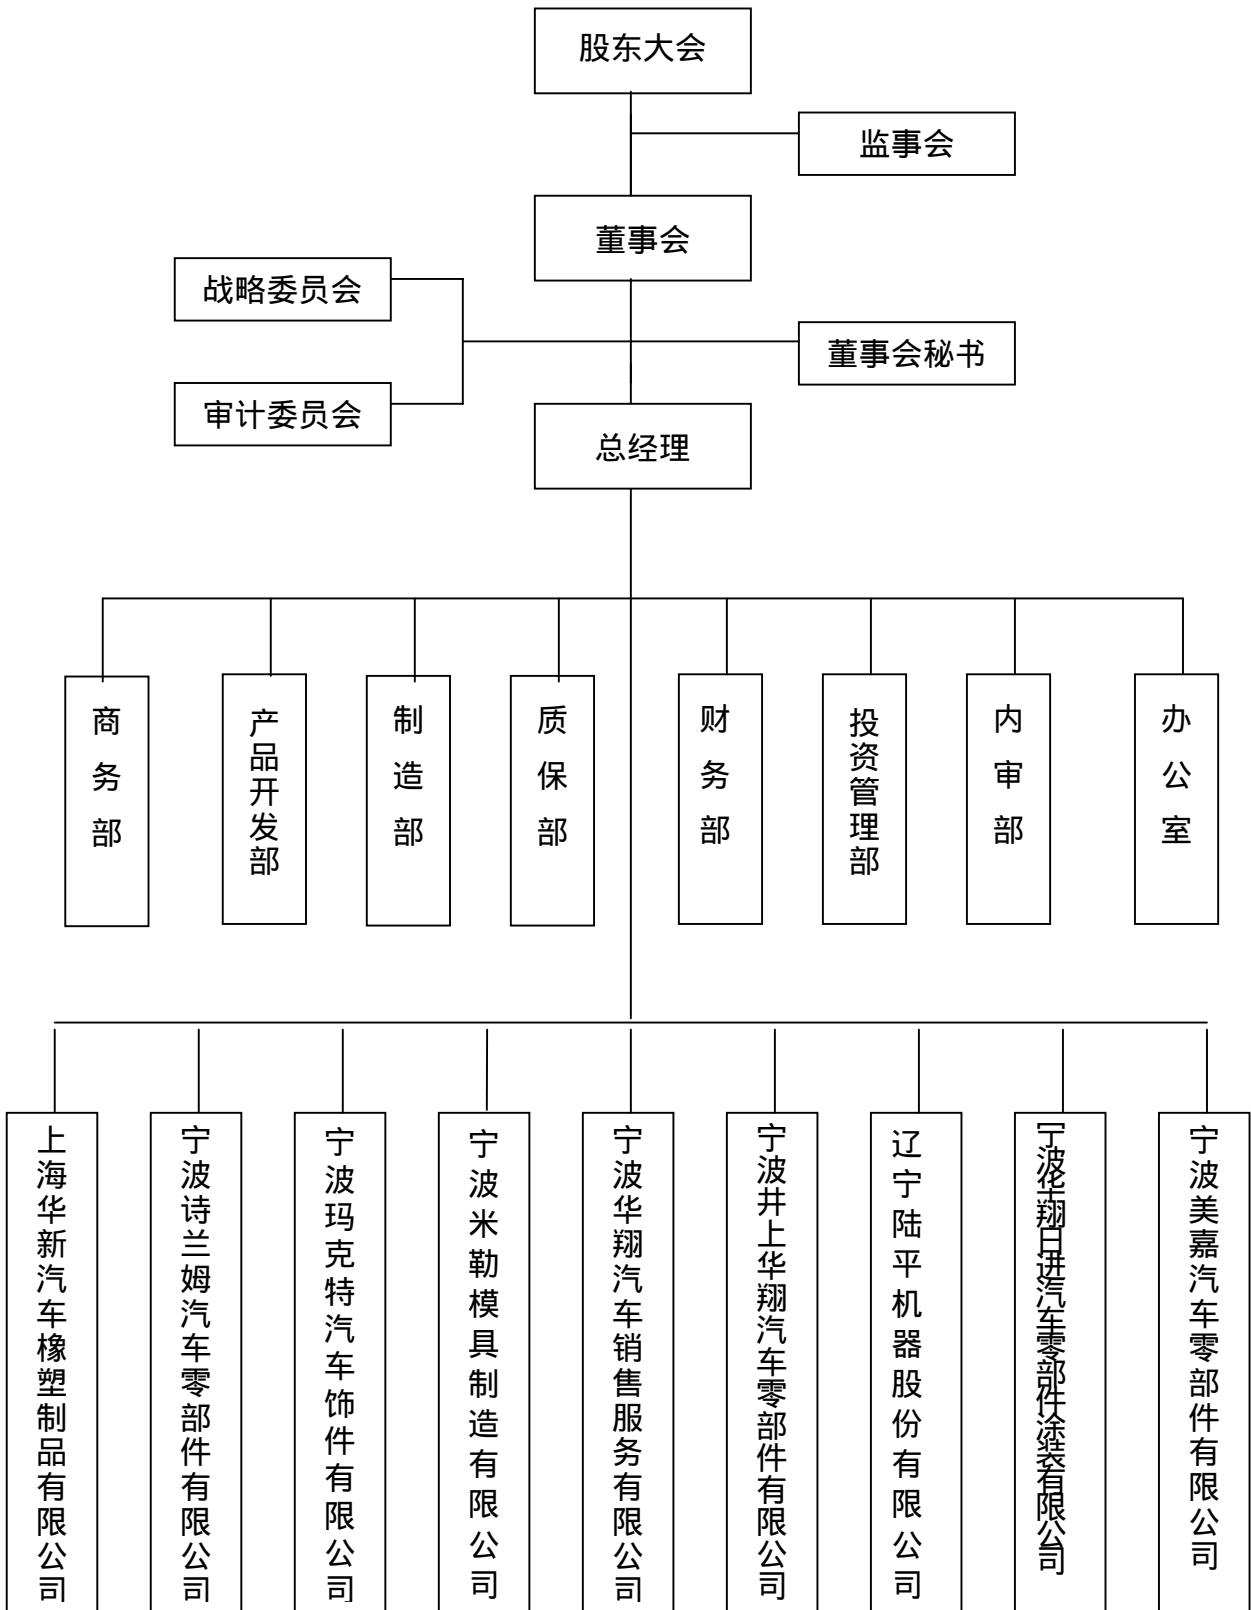 股东大会
监事会
董事会
战略委员会
董事会秘书
审计委员会
总经理
商务部
产品开发部
制造部
质保部
财务部
投资管理部
内审部
办公室
上海华新汽车橡塑制品有限公司
宁波诗兰姆汽车零部件有限公司
宁波玛克特汽车饰件有限公司
宁波米勒模具制造有限公司
宁波华翔汽车销售服务有限公司
宁波井上华翔汽车零部件有限公司
辽宁陆平机器股份有限公司
宁波华翔日进汽车零部件涂装有限公司
宁波美嘉汽车零部件有限公司